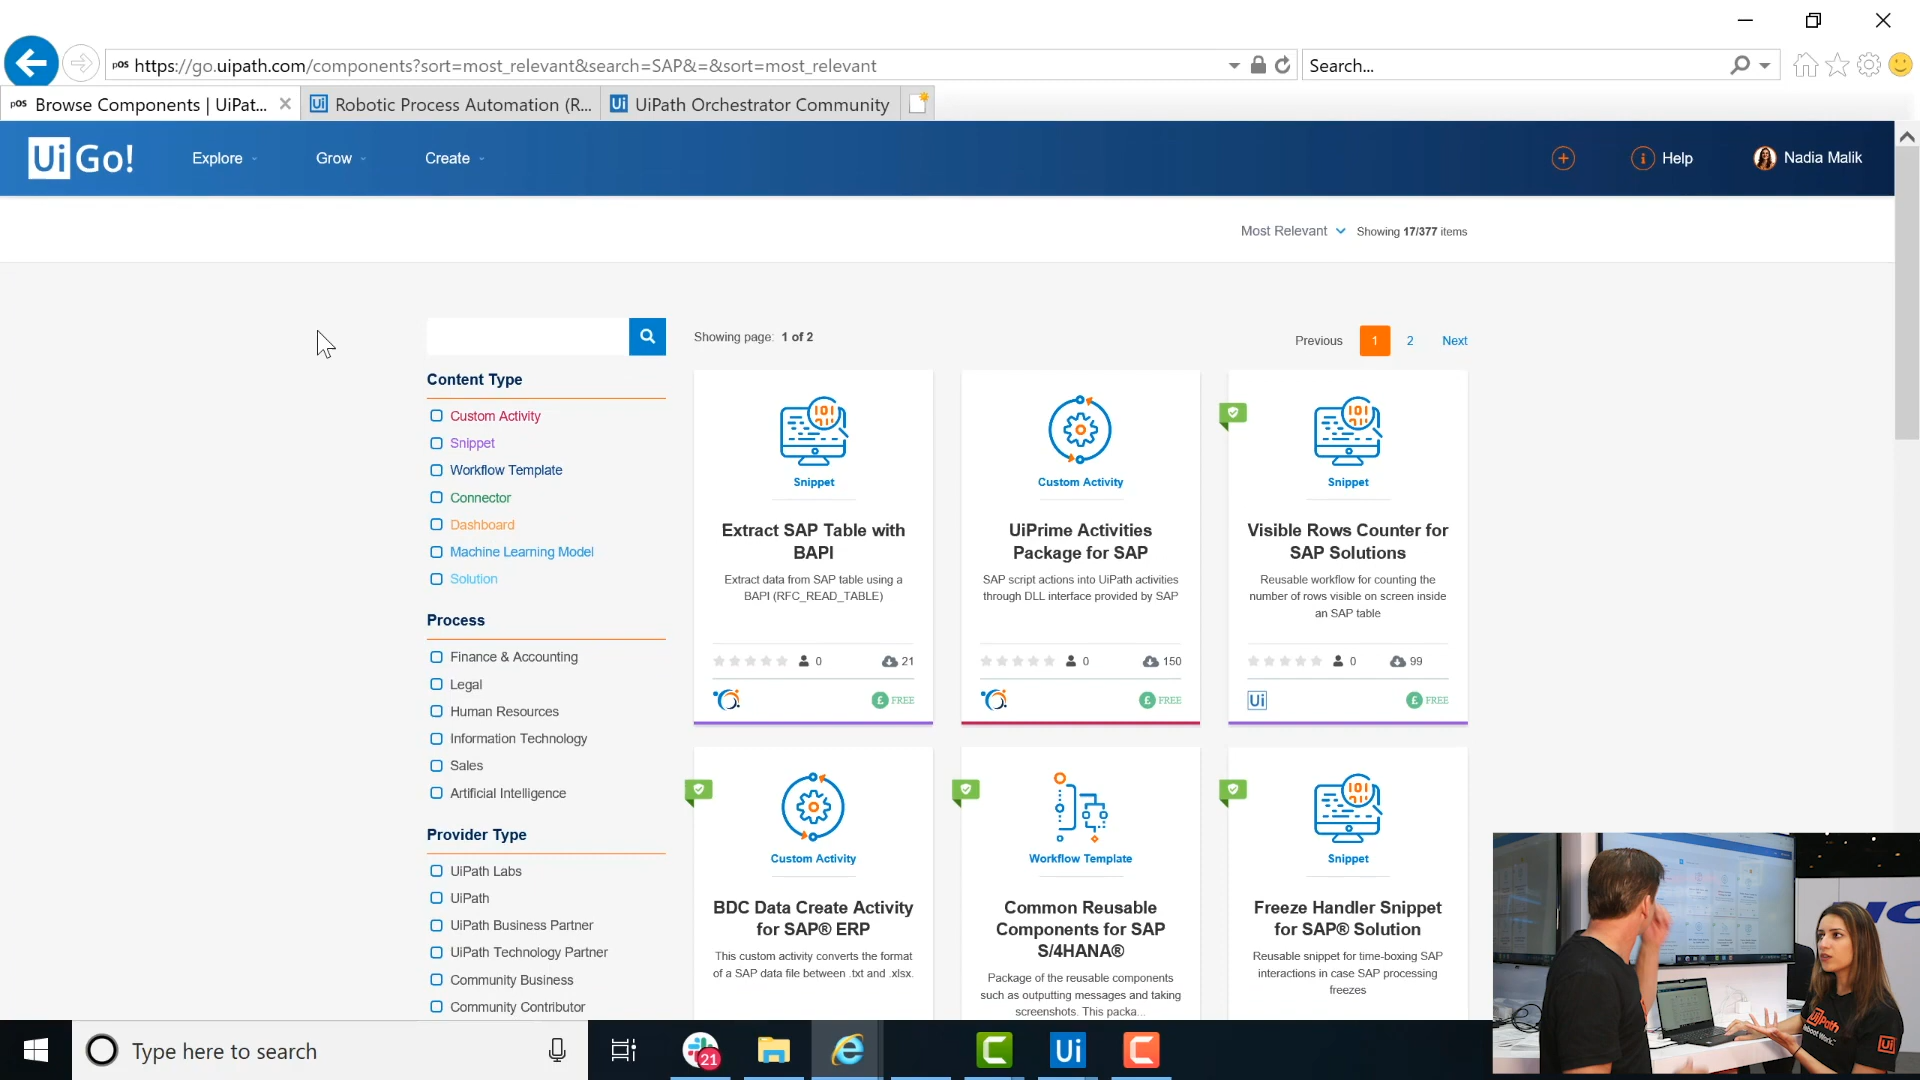 pos https://go.uipath.com/components?sort=most_relevant&search=SAP&=&sort=most_relevant
Search...
pos Browse Components | UiPat...
Ui Robotic Process Automation (R...
Ui UiPath Orchestrator Community
Ui Go!
Explore
Grow
Create
Help
Nadia Malik
Most Relevant
Showing 17/377 items
Showing page: 1 of 2
Previous 1 2 Next
Content Type
Custom Activity
Snippet
Workflow Template
Connector
Dashboard
Machine Learning Model
Solution
Process
Finance & Accounting
Legal
Human Resources
Information Technology
Sales
Artificial Intelligence
Provider Type
UiPath Labs
UiPath
UiPath Business Partner
UiPath Technology Partner
Community Business
Community Contributor
Snippet
Extract SAP Table with
BAPI
Extract data from SAP table using a
BAPI (RFC_READ_TABLE)
0 21
FREE
Custom Activity
UiPrime Activities
Package for SAP
SAP script actions into UiPath activities
through DLL interface provided by SAP
0 150
FREE
Snippet
Visible Rows Counter for
SAP Solutions
Reusable workflow for counting the
number of rows visible on screen inside
an SAP table
0 99
Ui FREE
Custom Activity
BDC Data Create Activity
for SAP® ERP
This custom activity converts the format
of a SAP data file between .txt and .xlsx.
Workflow Template
Common Reusable
Components for SAP
S/4HANA®
Package of the reusable components
such as outputting messages and taking
screenshots. This packa...
Snippet
Freeze Handler Snippet
for SAP® Solution
Reusable snippet for time-boxing SAP
interactions in case SAP processing
freezes
UiPath
Type here to search
21
Ui